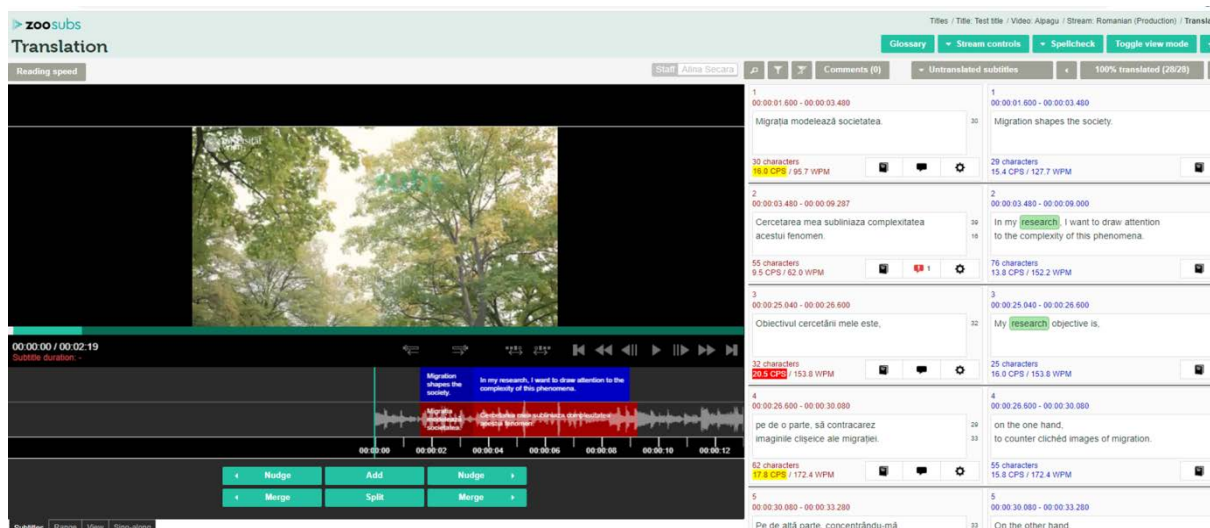 zoosubs
Titles / Title: Test title / Video: Alpagu / Stream: Romanian (Production) / Transla
Translation
Glossary
Stream controls
Spellcheck
Toggle view mode
Reading speed
Staff Alina Secara
Comments (0)
Untranslated subtitles
100% translated (28/28)
1
00:00:01.600 - 00:00:03.480
Migrația modelează societatea.
30
30 characters
16.0 CPS / 95.7 WPM
1
00:00:01.600 - 00:00:03.480
Migration shapes the society.
29 characters
15.4 CPS / 127.7 WPM
2
00:00:03.480 - 00:00:09.287
Cercetarea mea subliniaza complexitatea
acestui fenomen.
39
16
55 characters
9.5 CPS / 62.0 WPM
1
2
00:00:03.480 - 00:00:09.000
In my research, I want to draw attention
to the complexity of this phenomena.
76 characters
13.8 CPS / 152.2 WPM
3
00:00:25.040 - 00:00:26.600
Obiectivul cercetării mele este,
32
32 characters
20.5 CPS / 153.8 WPM
3
00:00:25.040 - 00:00:26.600
My research objective is,
25 characters
16.0 CPS / 153.8 WPM
4
00:00:26.600 - 00:00:30.080
pe de o parte, să contracarez
imaginile clișeice ale migrației.
29
33
62 characters
17.8 CPS / 172.4 WPM
4
00:00:26.600 - 00:00:30.080
on the one hand,
to counter clichéd images of migration.
55 characters
15.8 CPS / 172.4 WPM
5
00:00:30.080 - 00:00:33.280
Pe de altă parte, concentrându-mă
33
5
00:00:30.080 - 00:00:33.280
On the other hand
subs
00:00:00 / 00:02:19
Subtitle duration: -
Migration
shapes the
society.
In my research, I want to draw attention to the
complexity of this phenomena.
Migrația
modelează
societatea.
Cercetarea mea subliniaza complexitatea
acestui fenomen.
00:00:00
00:00:02
00:00:04
00:00:06
00:00:08
00:00:10
00:00:12
Nudge
Add
Nudge
Merge
Split
Merge
Subtitles
Range
View
Sing-along